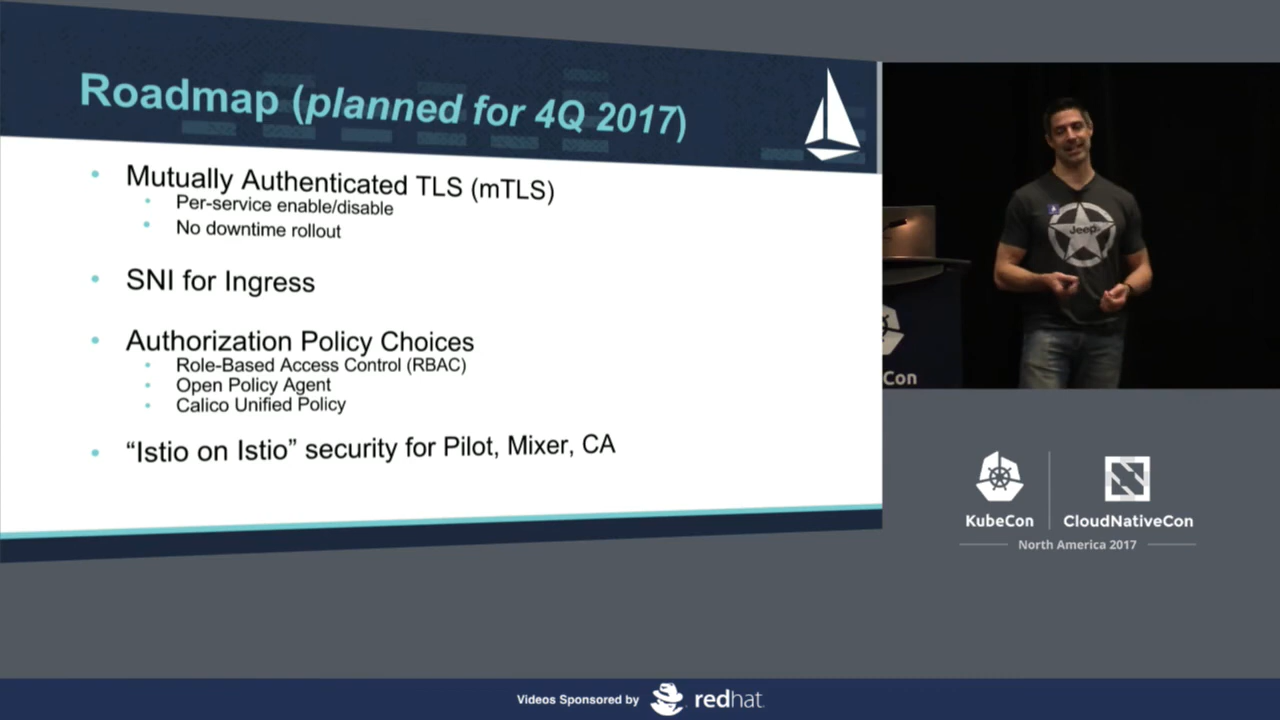 Roadmap (planned for 4Q 2017)
Mutually Authenticated TLS (mTLS)
Per-service enable/disable
No downtime rollout
SNI for Ingress
Authorization Policy Choices
Role-Based Access Control (RBAC)
Open Policy Agent
Calico Unified Policy
“Istio on Istio” security for Pilot, Mixer, CA
Jeep
Con
KubeCon
CloudNativeCon
North America 2017
Videos Sponsored by
redhat